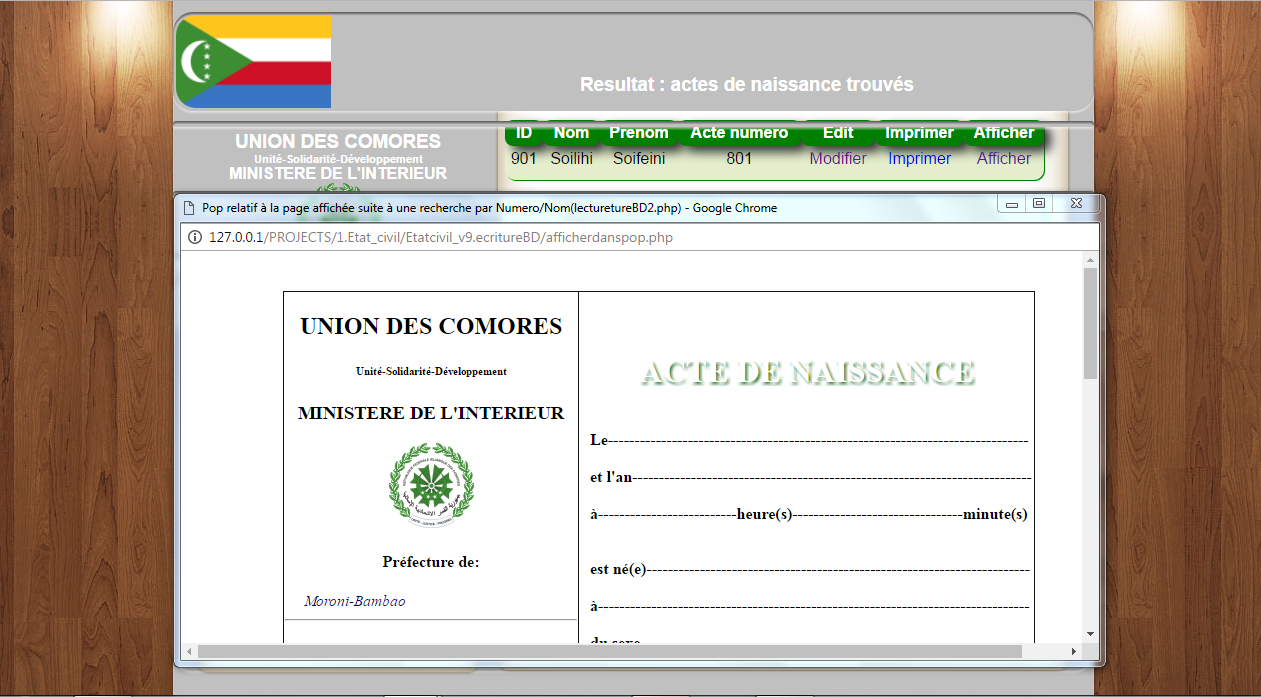 Resultat : actes de naissance trouvés
UNION DES COMORES
Unité-Solidarité-Développement
MINISTERE DE L'INTERIEUR
ID Nom Prenom Acte numero Edit Imprimer Afficher
901 Soilihi Soifeini 801 Modifier Imprimer Afficher
Pop relatif à la page affichée suite à une recherche par Numero/Nom(lecturetureBD2.php) - Google Chrome
127.0.0.1/PROJECTS/1.Etat_civil/Etatcivil_v9.ecritureBD/afficherdanspop.php
UNION DES COMORES
Unité-Solidarité-Développement
MINISTERE DE L'INTERIEUR
Préfecture de:
Moroni-Bambao
ACTE DE NAISSANCE
Le--------------------------------------------------------------------------------
et l'an----------------------------------------------------------------------------
à--------------------------heure(s)--------------------------------minute(s)
est né(e)------------------------------------------------------------------------
à---------------------------------------------------------------------------------
du sexe